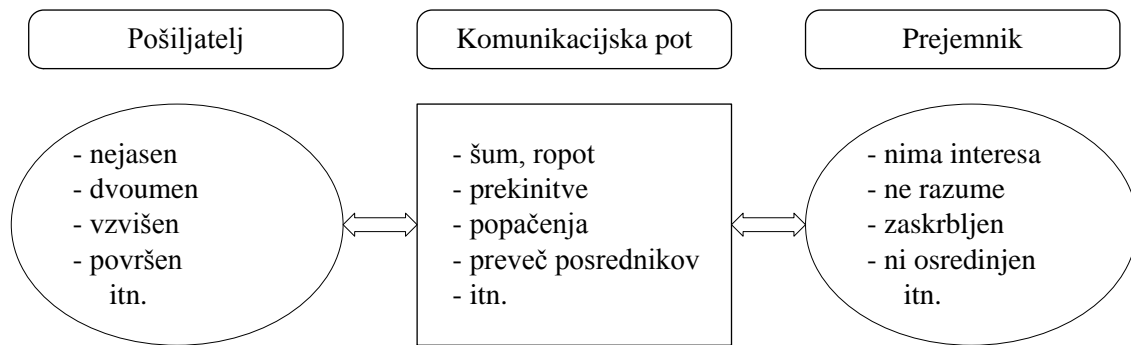 Pošiljatelj
Komunikacijska pot
Prejemnik
- nejasen
- dvoumen
- vzvišen
- površen
itn.
- šum, ropot
- prekinitve
- popačenja
- preveč posrednikov
- itn.
- nima interesa
- ne razume
- zaskrbljen
- ni osredinjen
itn.